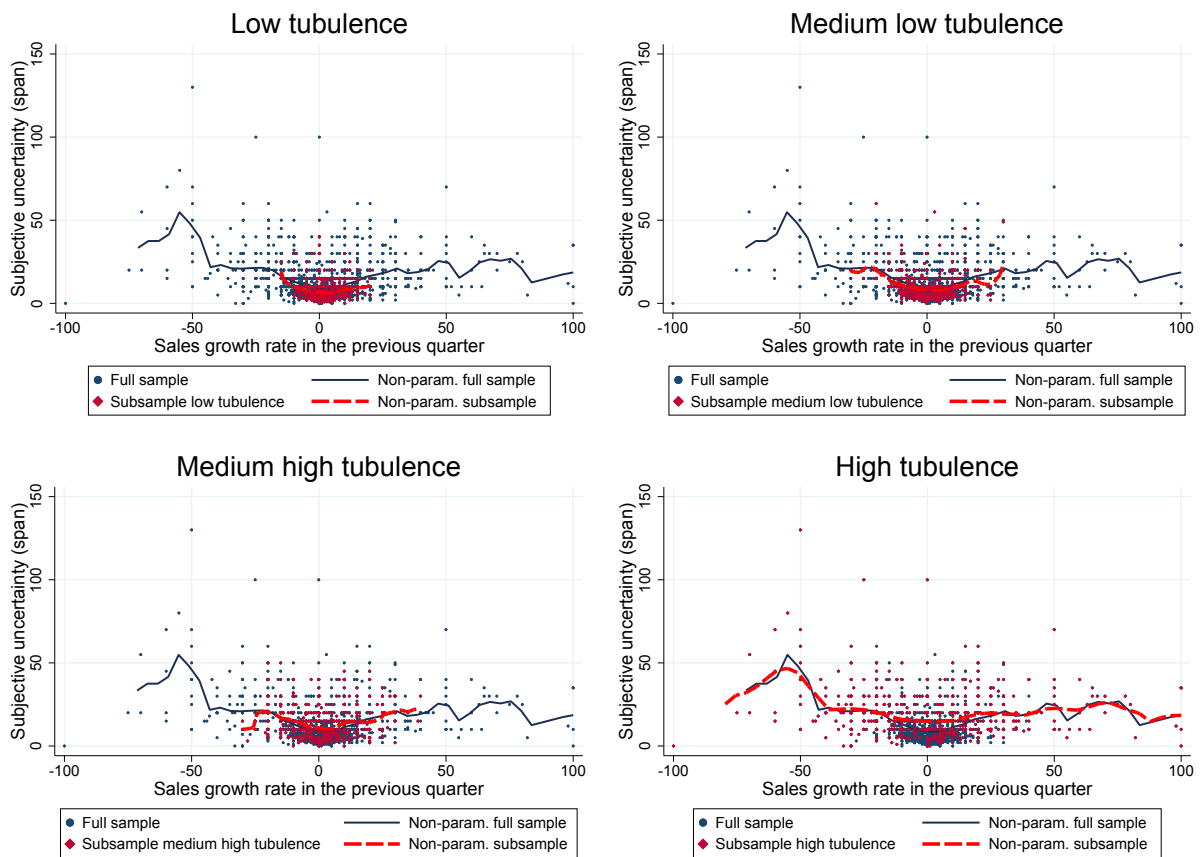 Low tubulence
Subjective uncertainty (span)
150
100
50
0
-100 -50 0 50 100
Sales growth rate in the previous quarter
Full sample Non-param. full sample
Subsample low tubulence Non-param. subsample
Medium low tubulence
Subjective uncertainty (span)
150
100
50
0
-100 -50 0 50 100
Sales growth rate in the previous quarter
Full sample Non-param. full sample
Subsample medium low tubulence Non-param. subsample
Medium high tubulence
Subjective uncertainty (span)
150
100
50
0
-100 -50 0 50 100
Sales growth rate in the previous quarter
Full sample Non-param. full sample
Subsample medium high tubulence Non-param. subsample
High tubulence
Subjective uncertainty (span)
150
100
50
0
-100 -50 0 50 100
Sales growth rate in the previous quarter
Full sample Non-param. full sample
Subsample high tubulence Non-param. subsample